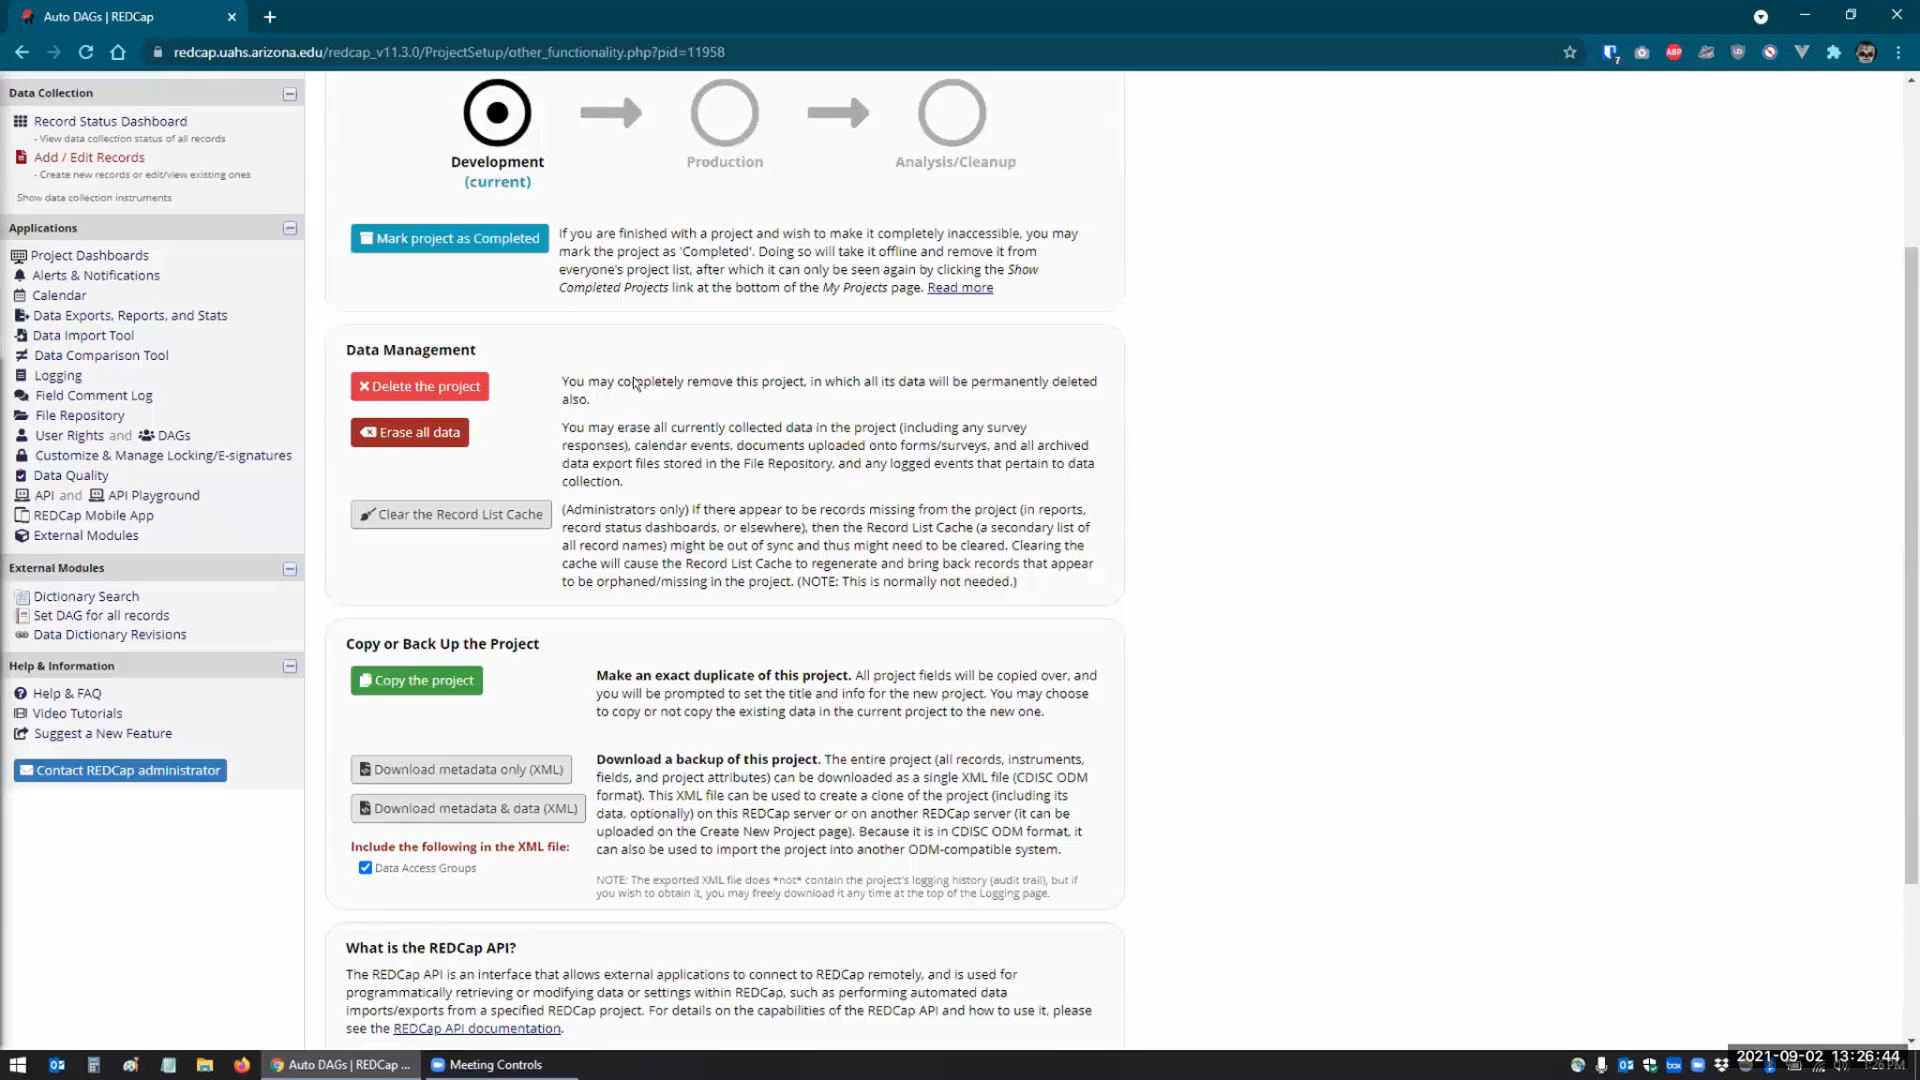 Auto DAGs | REDCap
redcap.uahs.arizona.edu/redcap_v11.3.0/ProjectSetup/other_functionality.php?pid=11958
Data Collection
Record Status Dashboard
- View data collection status of all records
Add / Edit Records
- Create new records or edit/view existing ones
Show data collection instruments
Applications
Project Dashboards
Alerts & Notifications
Calendar
Data Exports, Reports, and Stats
Data Import Tool
Data Comparison Tool
Logging
Field Comment Log
File Repository
User Rights and DAGs
Customize & Manage Locking/E-signatures
Data Quality
API and API Playground
REDCap Mobile App
External Modules
External Modules
Dictionary Search
Set DAG for all records
Data Dictionary Revisions
Help & Information
Help & FAQ
Video Tutorials
Suggest a New Feature
Contact REDCap administrator
Development
(current)
Production
Analysis/Cleanup
Mark project as Completed
If you are finished with a project and wish to make it completely inaccessible, you may
mark the project as 'Completed'. Doing so will take it offline and remove it from
everyone's project list, after which it can only be seen again by clicking the Show
Completed Projects link at the bottom of the My Projects page. Read more
Data Management
Delete the project
You may completely remove this project, in which all its data will be permanently deleted
also.
Erase all data
You may erase all currently collected data in the project (including any survey
responses), calendar events, documents uploaded onto forms/surveys, and all archived
data export files stored in the File Repository, and any logged events that pertain to data
collection.
Clear the Record List Cache
(Administrators only) If there appear to be records missing from the project (in reports,
record status dashboards, or elsewhere), then the Record List Cache (a secondary list of
all record names) might be out of sync and thus might need to be cleared. Clearing the
cache will cause the Record List Cache to regenerate and bring back records that appear
to be orphaned/missing in the project. (NOTE: This is normally not needed.)
Copy or Back Up the Project
Copy the project
Make an exact duplicate of this project. All project fields will be copied over, and
you will be prompted to set the title and info for the new project. You may choose
to copy or not copy the existing data in the current project to the new one.
Download metadata only (XML)
Download metadata & data (XML)
Include the following in the XML file:
Data Access Groups
Download a backup of this project. The entire project (all records, instruments,
fields, and project attributes) can be downloaded as a single XML file (CDISC ODM
format). This XML file can be used to create a clone of the project (including its
data, optionally) on this REDCap server or on another REDCap server (it can be
uploaded on the Create New Project page). Because it is in CDISC ODM format, it
can also be used to import the project into another ODM-compatible system.
NOTE: The exported XML file does *not* contain the project's logging history (audit trail), but if
you wish to obtain it, you may freely download it any time at the top of the Logging page.
What is the REDCap API?
The REDCap API is an interface that allows external applications to connect to REDCap remotely, and is used for
programmatically retrieving or modifying data or settings within REDCap, such as performing automated data
imports/exports from a specified REDCap project. For details on the capabilities of the REDCap API and how to use it, please
see the REDCap API documentation.
Auto DAGs | REDCap ...
Meeting Controls
2021-09-02 13:26:44